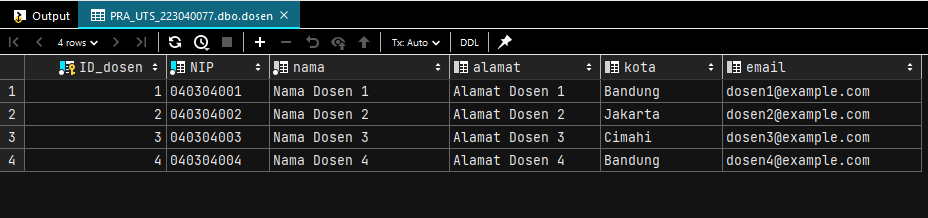 Output PRA_UTS_223040077.dbo.dosen
4 rows Tx: Auto DDL
ID_dosen NIP nama alamat kota email
1 1 040304001 Nama Dosen 1 Alamat Dosen 1 Bandung dosen1@example.com
2 2 040304002 Nama Dosen 2 Alamat Dosen 2 Jakarta dosen2@example.com
3 3 040304003 Nama Dosen 3 Alamat Dosen 3 Cimahi dosen3@example.com
4 4 040304004 Nama Dosen 4 Alamat Dosen 4 Bandung dosen4@example.com